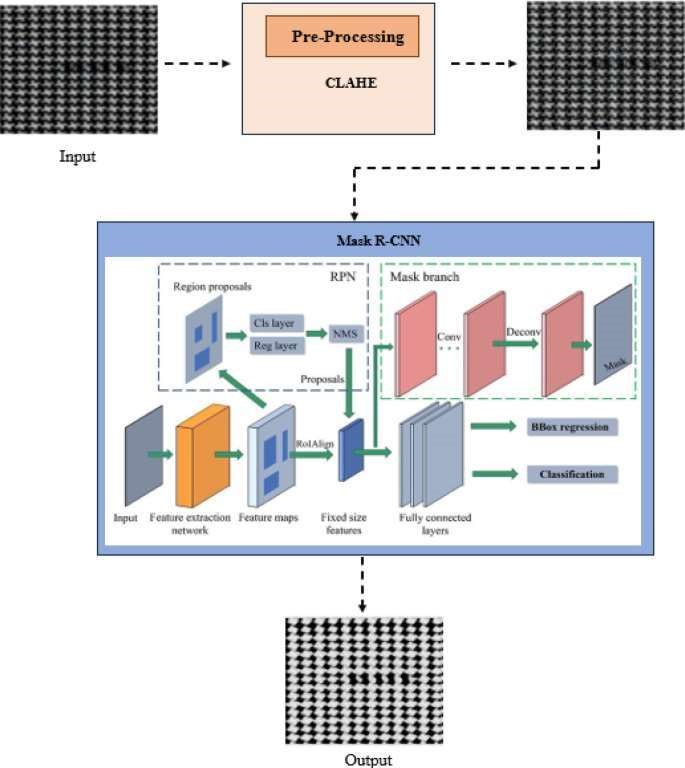 Pre-Processing
CLAHE
Input
Mask R-CNN
RPN
Mask branch
Region proposals
Cls layer
Reg layer
NMS
Conv
Deconv
Mask
Proposals
RoIAlign
BBox regression
Classification
Input
Feature extraction
network
Feature maps
Fixed size
features
Fully connected
layers
Output